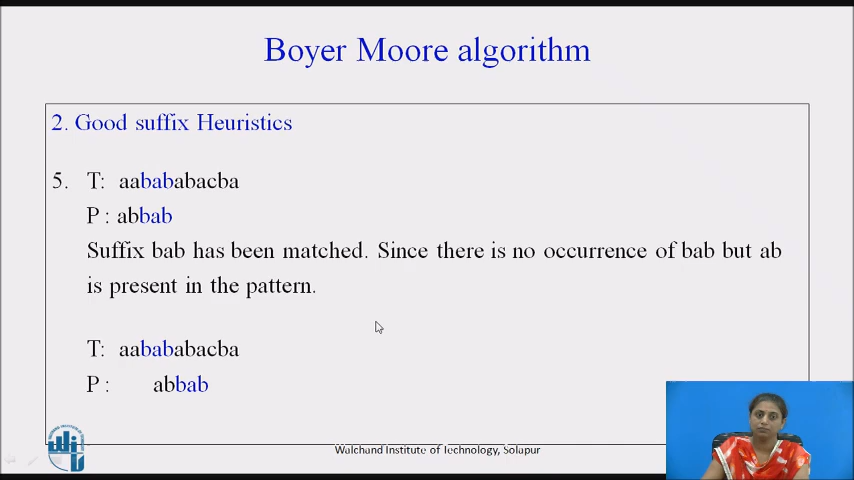 Boyer Moore algorithm
2. Good suffix Heuristics
5. T: aabababacba
P : abbab
Suffix bab has been matched. Since there is no occurrence of bab but ab
is present in the pattern.
T: aabababacba
P : abbab
Walchand Institute of Technology, Solapur